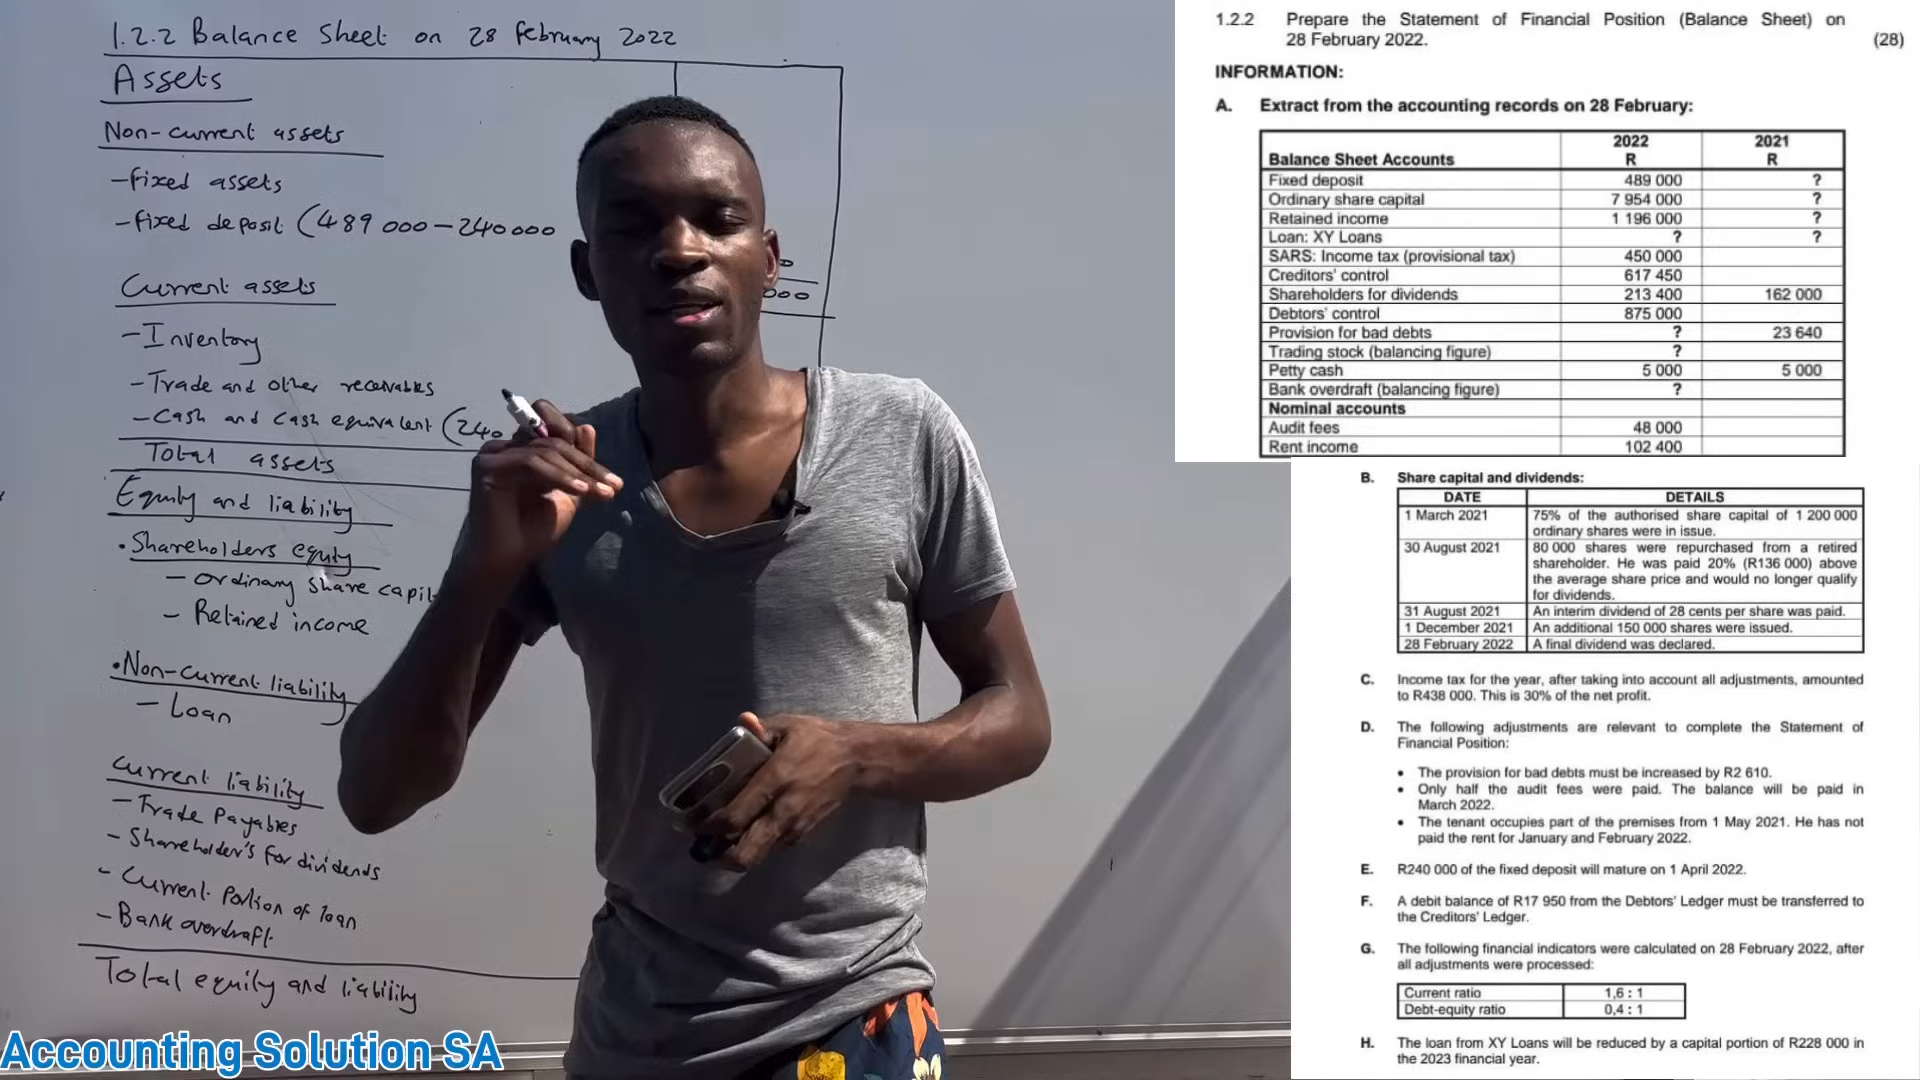 1.2.2 Balance Sheet on 28 February 2022
Assets
Non-current assets
-fixed assets
-fixed deposit (489 000-240 000
Current assets
-Inventory
-Trade and other receivables
-Cash and cash equivalent (240
Total assets
Equity and liability
• Shareholders equity
- Ordinary share capit
- Retained income
•Non-current liability
- Loan
Current liability
- Trade Payables
- Shareholder's for dividends
- Current Portion of loan
- Bank overdraft
Total equity and liability
Accounting Solution SA
1.2.2 Prepare the Statement of Financial Position (Balance Sheet) on
28 February 2022.
(28)
INFORMATION:
A. Extract from the accounting records on 28 February:
Balance Sheet Accounts 2022 R 2021 R
Fixed deposit 489 000 ?
Ordinary share capital 7 954 000 ?
Retained income 1 196 000 ?
Loan: XY Loans ? ?
SARS: Income tax (provisional tax) 450 000
Creditors' control 617 450
Shareholders for dividends 213 400 162 000
Debtors' control 875 000
Provision for bad debts ? 23 640
Trading stock (balancing figure) ?
Petty cash 5 000 5 000
Bank overdraft (balancing figure) ?
Nominal accounts
Audit fees 48 000
Rent income 102 400
B. Share capital and dividends:
DATE DETAILS
1 March 2021 75% of the authorised share capital of 1 200 000
ordinary shares were in issue.
30 August 2021 80 000 shares were repurchased from a retired
shareholder. He was paid 20% (R136 000) above
the average share price and would no longer qualify
for dividends.
31 August 2021 An interim dividend of 28 cents per share was paid.
1 December 2021 An additional 150 000 shares were issued.
28 February 2022 A final dividend was declared.
C. Income tax for the year, after taking into account all adjustments, amounted
to R438 000. This is 30% of the net profit.
D. The following adjustments are relevant to complete the Statement of
Financial Position:
• The provision for bad debts must be increased by R2 610.
• Only half the audit fees were paid. The balance will be paid in
March 2022.
• The tenant occupies part of the premises from 1 May 2021. He has not
paid the rent for January and February 2022.
E. R240 000 of the fixed deposit will mature on 1 April 2022.
F. A debit balance of R17 950 from the Debtors' Ledger must be transferred to
the Creditors' Ledger.
G. The following financial indicators were calculated on 28 February 2022, after
all adjustments were processed:
Current ratio 1,6 : 1
Debt-equity ratio 0,4 : 1
H. The loan from XY Loans will be reduced by a capital portion of R228 000 in
the 2023 financial year.